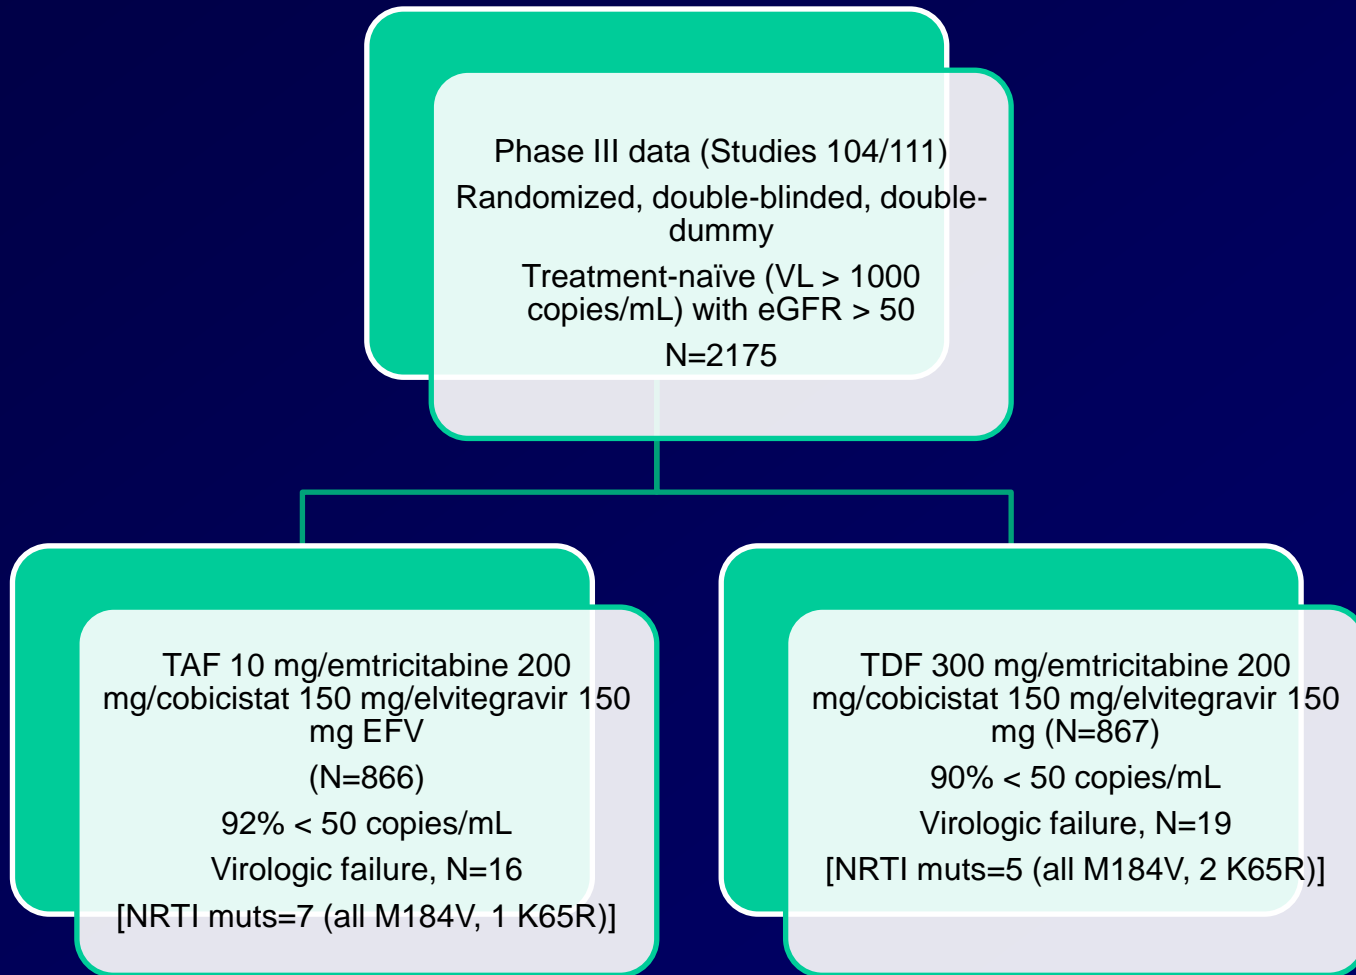 Phase III data (Studies 104/111)
Randomized, double-blinded, double-
dummy
Treatment-naïve (VL > 1000
copies/mL) with eGFR > 50
N=2175
TAF 10 mg/emtricitabine 200
mg/cobicistat 150 mg/elvitegravir 150
mg EFV
(N=866)
92% < 50 copies/mL
Virologic failure, N=16
[NRTI muts=7 (all M184V, 1 K65R)]
TDF 300 mg/emtricitabine 200
mg/cobicistat 150 mg/elvitegravir 150
mg (N=867)
90% < 50 copies/mL
Virologic failure, N=19
[NRTI muts=5 (all M184V, 2 K65R)]